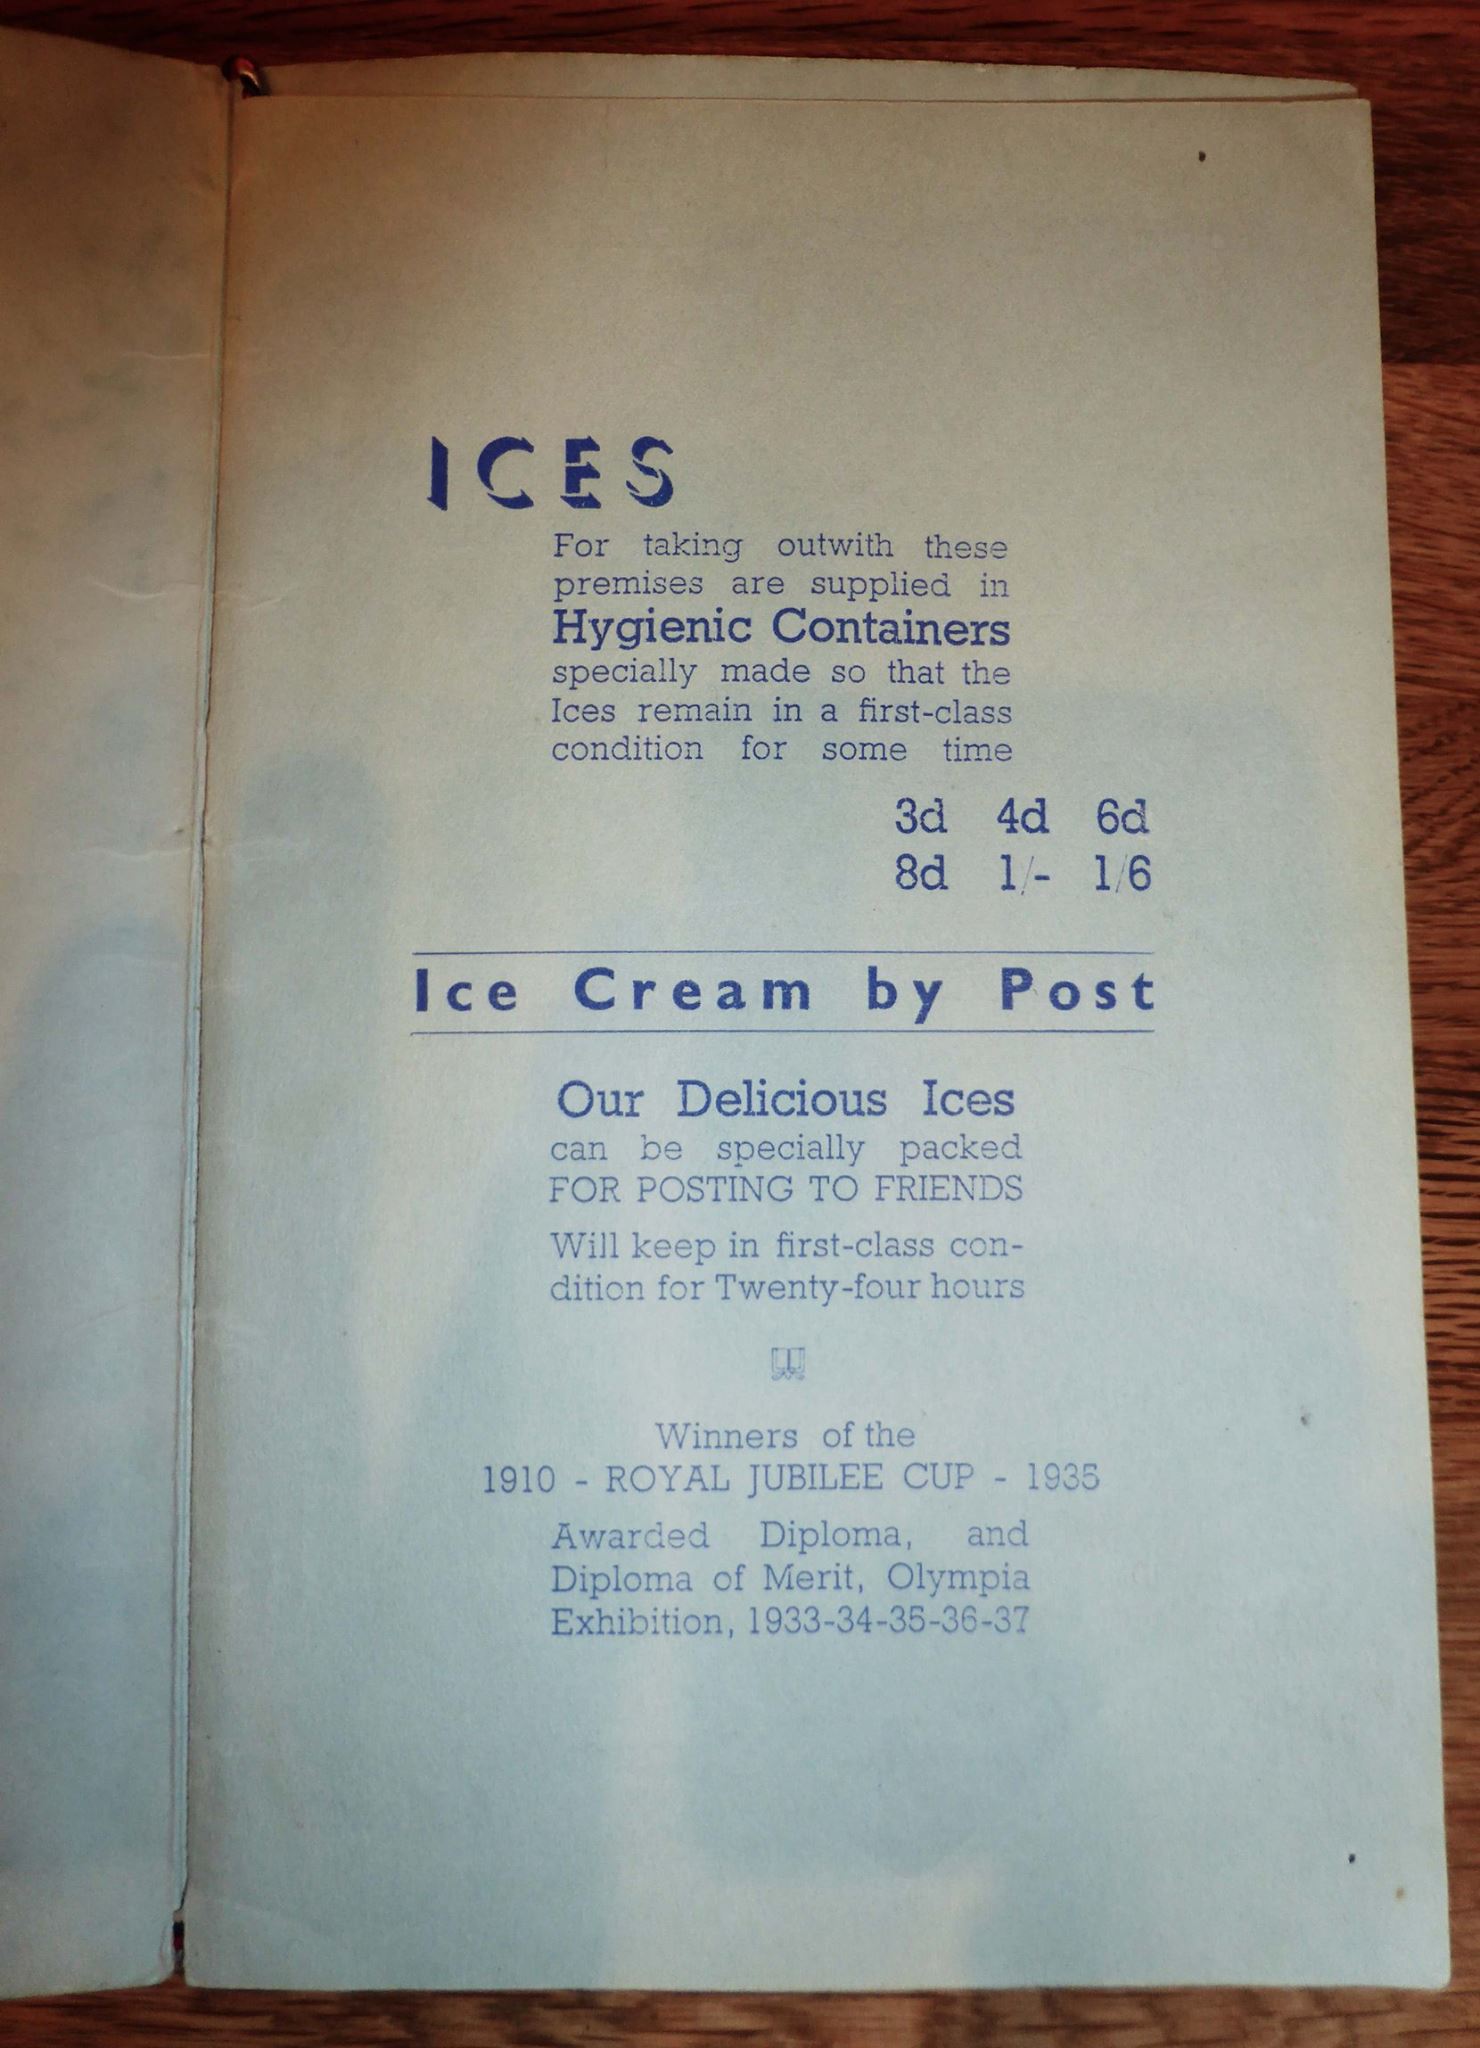 ICES
For taking outwith these
premises are supplied in
Hygienic Containers
specially made so that the
Ices remain in a first-class
condition for some time
3d 4d 6d
8d 1/- 1/6
Ice Cream by Post
Our Delicious Ices
can be specially packed
FOR POSTING TO FRIENDS
Will keep in first-class con-
dition for Twenty-four hours
Winners of the
1910 - ROYAL JUBILEE CUP - 1935
Awarded Diploma, and
Diploma of Merit, Olympia
Exhibition, 1933-34-35-36-37